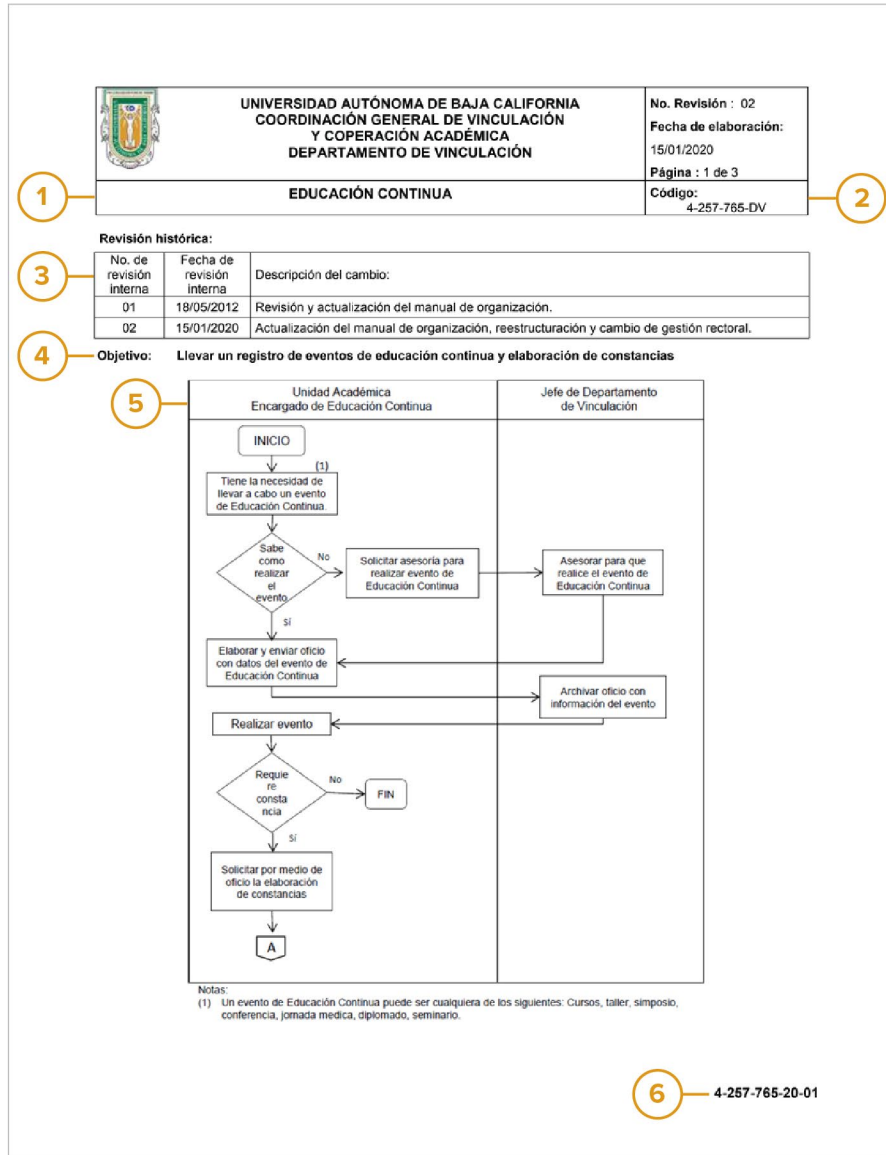 UNIVERSIDAD AUTÓNOMA DE BAJA CALIFORNIA
COORDINACIÓN GENERAL DE VINCULACIÓN
Y COPERACIÓN ACADÉMICA
DEPARTAMENTO DE VINCULACIÓN
No. Revisión : 02
Fecha de elaboración:
15/01/2020
Página : 1 de 3
1
EDUCACIÓN CONTINUA
Código:
4-257-765-DV
2
Revisión histórica:
3
No. de
revisión
interna
Fecha de
revisión
interna
Descripción del cambio:
01 18/05/2012 Revisión y actualización del manual de organización.
02 15/01/2020 Actualización del manual de organización, reestructuración y cambio de gestión rectoral.
4
Objetivo: Llevar un registro de eventos de educación continua y elaboración de constancias
5
Unidad Académica
Encargado de Educación Continua
Jefe de Departamento
de Vinculación
INICIO
(1)
Tiene la necesidad de
llevar a cabo un evento
de Educación Continua.
Sabe
como
realizar
el
evento
No
Solicitar asesoría para
realizar evento de
Educación Continua
Asesorar para que
realice el evento de
Educación Continua
Sí
Elaborar y enviar oficio
con datos del evento de
Educación Continua
Archivar oficio con
información del evento
Realizar evento
Requie
re
consta
ncia
No
FIN
Sí
Solicitar por medio de
oficio la elaboración
de constancias
A
Notas:
(1) Un evento de Educación Continua puede ser cualquiera de los siguientes: Cursos, taller, simposio,
conferencia, jornada medica, diplomado, seminario.
6
4-257-765-20-01